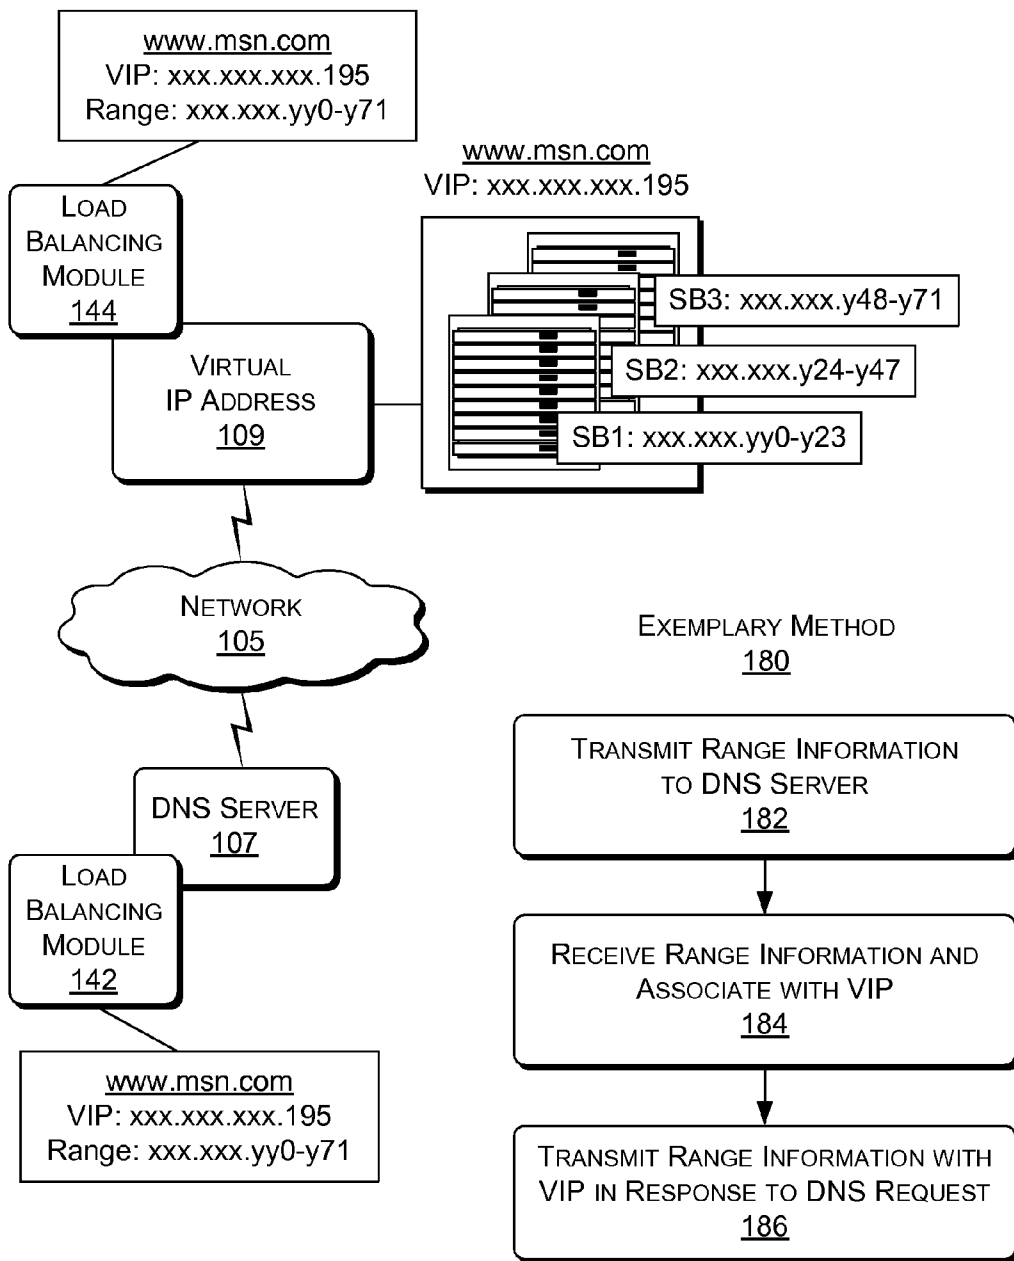 www.msn.com
VIP: xxx.xxx.xxx.195
Range: xxx.xxx.yy0-y71
www.msn.com
VIP: xxx.xxx.xxx.195
LOAD
BALANCING
MODULE
144
SB3: xxx.xxx.y48-y71
SB2: xxx.xxx.y24-y47
SB1: xxx.xxx.yy0-y23
VIRTUAL
IP ADDRESS
109
NETWORK
105
DNS SERVER
107
LOAD
BALANCING
MODULE
142
www.msn.com
VIP: xxx.xxx.xxx.195
Range: xxx.xxx.yy0-y71
EXEMPLARY METHOD
180
TRANSMIT RANGE INFORMATION
TO DNS SERVER
182
RECEIVE RANGE INFORMATION AND
ASSOCIATE WITH VIP
184
TRANSMIT RANGE INFORMATION WITH
VIP IN RESPONSE TO DNS REQUEST
186